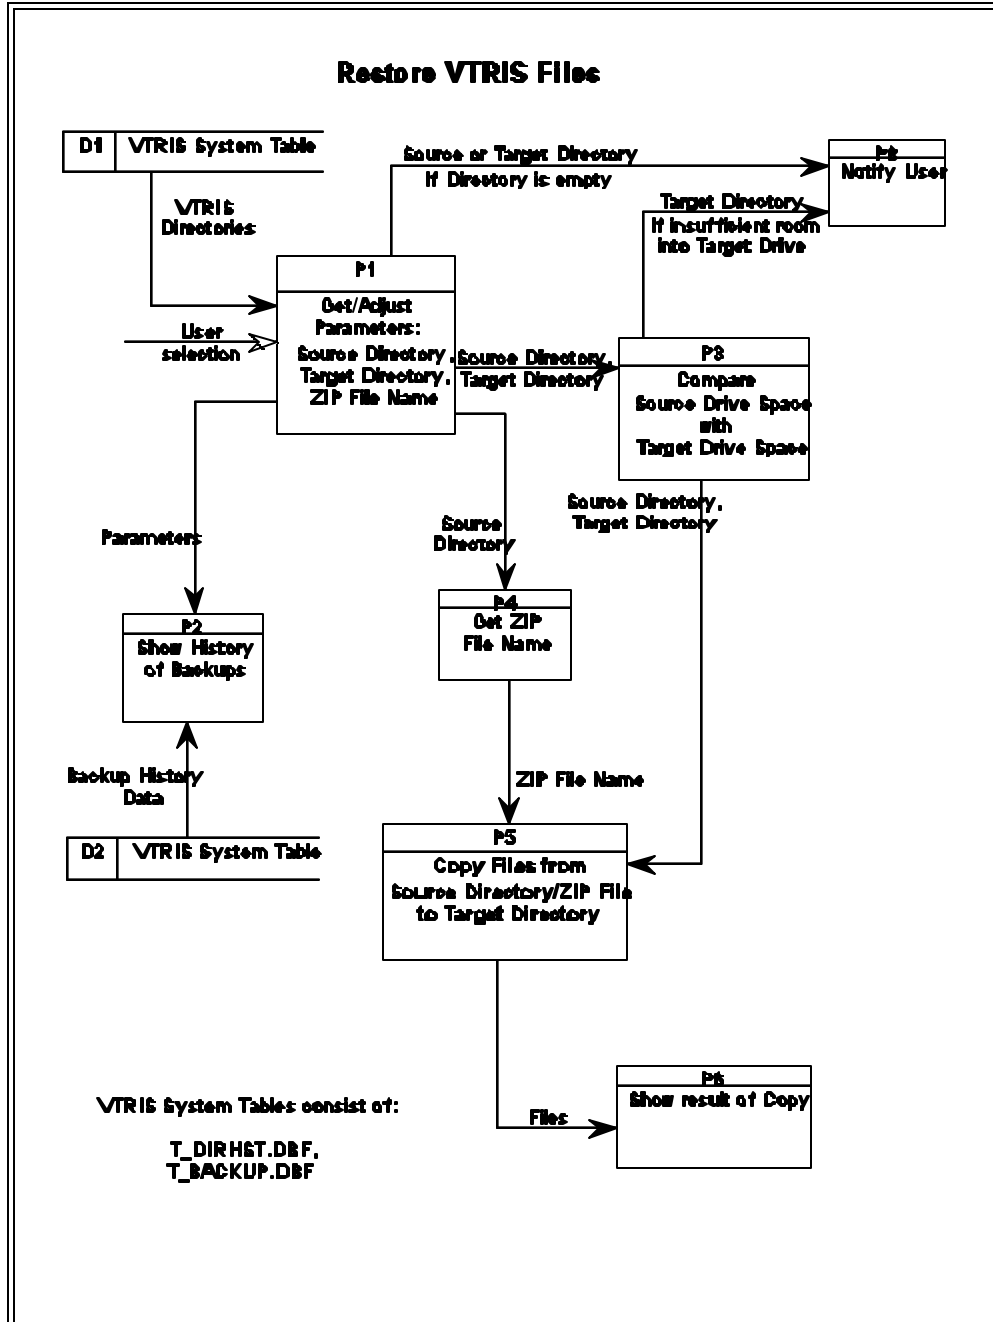 Restore VTRIS Files
D1 VTRIS System Table
Source or Target Directory
If Directory is empty
Notify User
VTRIS
Directories
Target Directory
If insufficient room
into Target Drive
P1
Get/Adjust
Parameters:
Source Directory,
Target Directory,
ZIP File Name
User
selection
Source Directory,
Target Directory
P3
Compare
Source Drive Space
with
Target Drive Space
Source Directory,
Target Directory
Parameters
Source
Directory
P2
Show History
of Backups
P4
Get ZIP
File Name
Backup History
Data
ZIP File Name
D2 VTRIS System Table
P5
Copy Files from
Source Directory/ZIP File
to Target Directory
P6
Show result of Copy
Files
VTRIS System Tables consist of:
T_DIRHST.DBF,
T_BACKUP.DBF